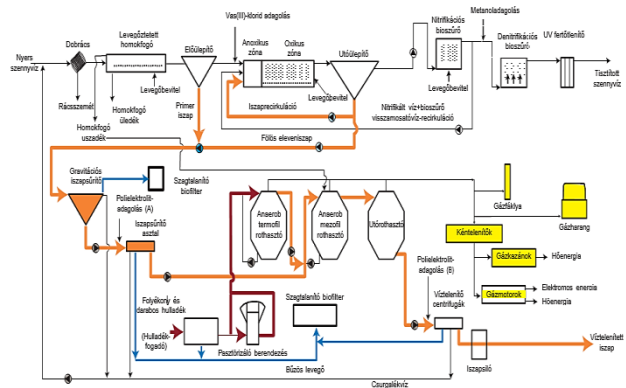 Vas(III)-klorid adagolás
Metanoladagolás
Nyers
szennyvíz
Dobrács
Levegőztetett
homokfogó
Előülepítő
Anoxikus
zóna
Oxikus
zóna
Utóülepítő
Nitrifikációs
bioszűrő
Denitrifikációs
bioszűrő
UV fertőtlenítő
Tisztított
szennyvíz
Rácsszemét
Levegőbevitel
Homokfogó
üledék
Homokfogó
uszadék
Primer
iszap
Iszaprecirkuláció
Levegőbevitel
Nitrifikált víz+bioszűrő
visszamosatóvíz-recirkuláció
Levegőbevitel
Fölös eleveniszap
Gravitációs
iszapsűrítő
Szagtalanító
biofilter
Polielektrolit-
adagolás (A)
Iszapsűrítő
asztal
Anaerob
termofil
rothasztó
Anaerob
mezofil
rothasztó
Utórothasztó
Gázfáklya
Gázharang
Kéntelenítők
Gázkazánok
Hőenergia
Gázmotorok
Elektromos energia
Hőenergia
Polielektrolit-
adagolás (B)
Víztelenítő
centrifugák
Folyékony és
darabos hulladék
(Hulladék-
fogadó)
Pasztörizáló berendezés
Szagtalanító biofilter
Bűzös levegő
Iszapsiló
Víztelenített
iszap
Csurgalékvíz